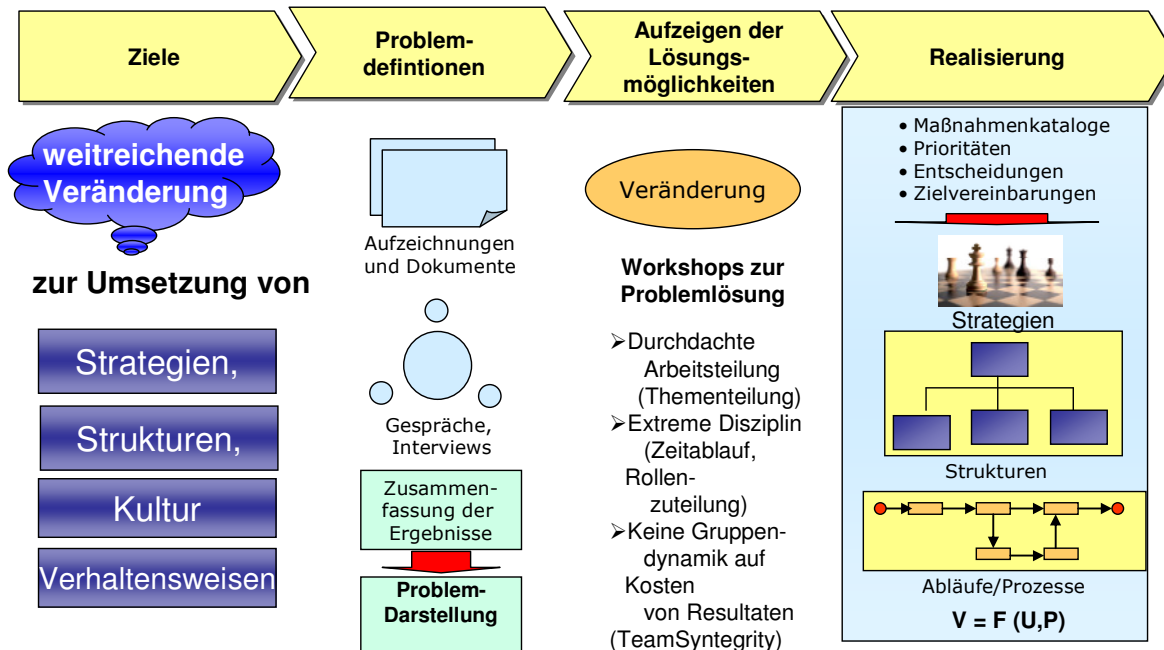 Ziele
Problem-
defintionen
Aufzeigen der
Lösungs-
möglichkeiten
Realisierung
weitreichende
Veränderung
zur Umsetzung von
Strategien,
Strukturen,
Kultur
Verhaltensweisen
Aufzeichnungen
und Dokumente
Gespräche,
Interviews
Zusammen-
fassung der
Ergebnisse
Problem-
Darstellung
Veränderung
Workshops zur
Problemlösung
➢Durchdachte
Arbeitsteilung
(Thementeilung)
➢Extreme Disziplin
(Zeitablauf,
Rollen-
zuteilung)
➢Keine Gruppen-
dynamik auf
Kosten
von Resultaten
(TeamSyntegrity)
• Maßnahmenkataloge
• Prioritäten
• Entscheidungen
• Zielvereinbarungen
Strategien
Strukturen
Abläufe/Prozesse
V = F (U,P)